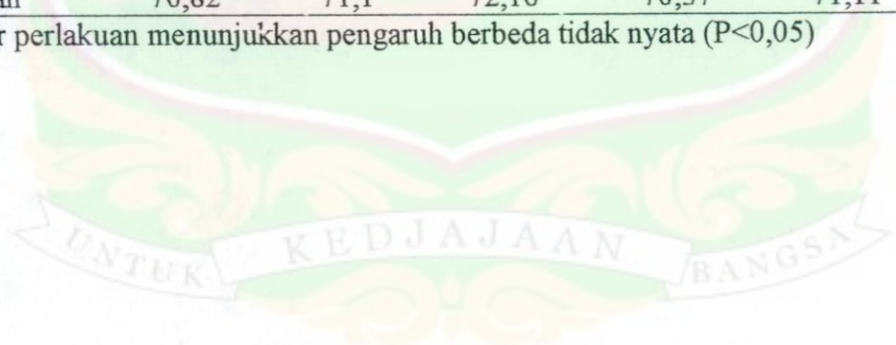 r perlakuan menunjukkan pengaruh berbeda tidak nyata (P<0,05)
UNTUK KEDJAJAAN BANGSA